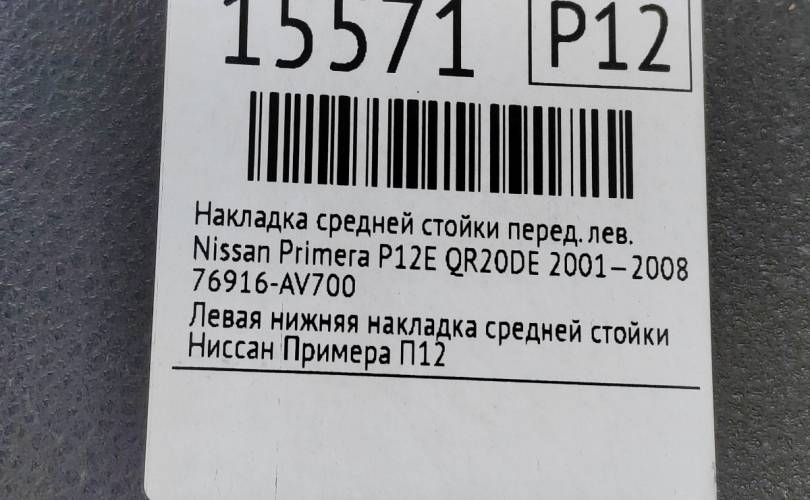 15571 P12
Накладка средней стойки перед. лев.
Nissan Primera P12E QR20DE 2001–2008
76916-AV700
Левая нижняя накладка средней стойки
Ниссан Примера П12